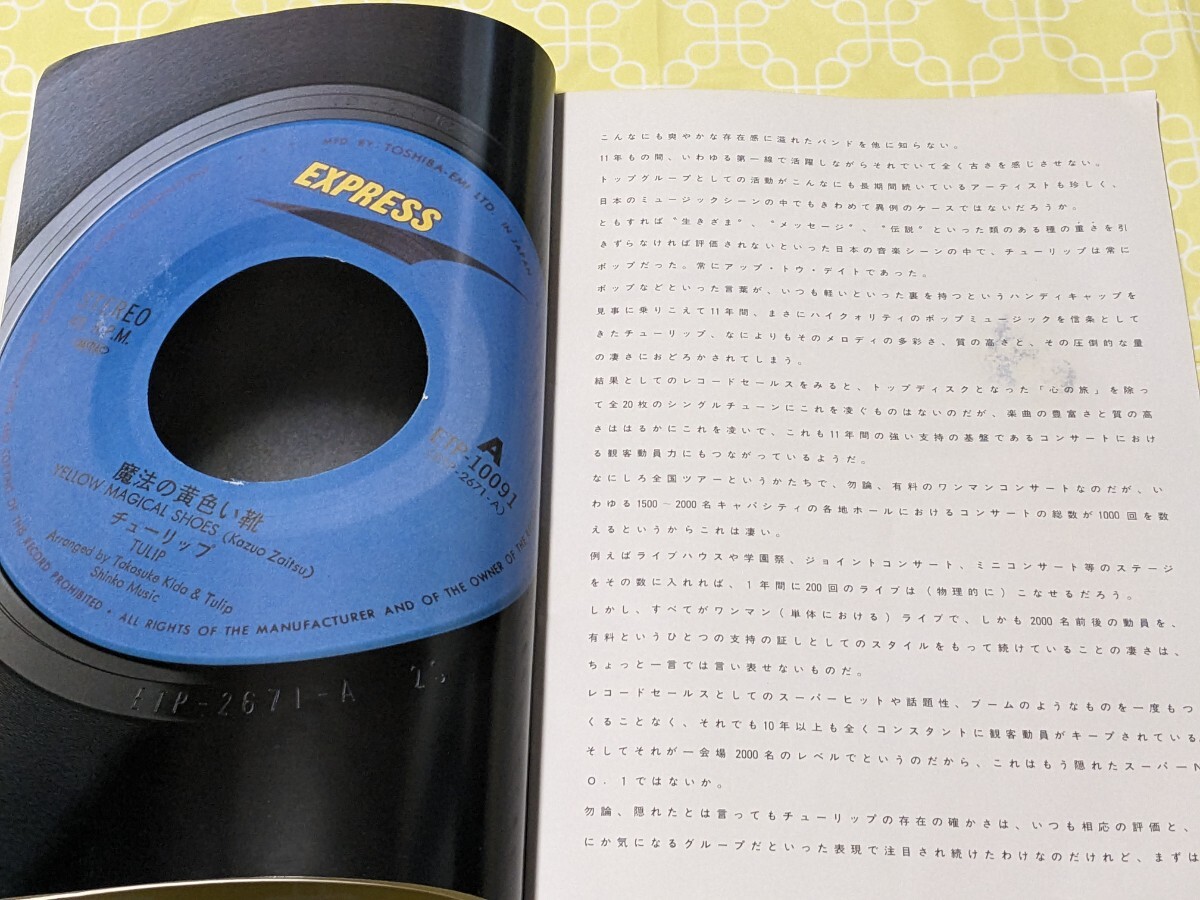 MFD. BY: TOSHIBA-EMI LTD. IN JAPAN
EXPRESS
STEREO
A
ETP-10091
魔法の黄色い靴
YELLOW MAGICAL SHOES (Kazuo Zaitsu)
チューリップ
TULIP
Arranged by Takasuke Kida & Tulip
Shinko Music
RECORD PROHIBITED • ALL RIGHTS OF THE MANUFACTURER AND OF THE OWNER OF THE
ETP-2671-A
こんなにも爽やかな存在感に溢れたバンドを他に知らない。
11年もの間、いわゆる第一線で活躍しながらそれでいて全く古さを感じさせない。
トップグループとしての活動がこんなにも長期間続いているアーティストも珍しく、
日本のミュージックシーンの中でもきわめて異例のケースではないだろうか。
ともすれば〝生きざま〟、〝メッセージ〟、〝伝説〟といった類のある種の重さを引
きずらなければ評価されないといった日本の音楽シーンの中で、チューリップは常に
ポップだった。常にアップ・トウ・デイトであった。
ポップなどといった言葉が、いつも軽いといった裏を持つというハンディキャップを
見事に乗りこえて11年間、まさにハイクォリティのポップミュージックを信条として
きたチューリップ、なによりもそのメロディの多彩さ、質の高さと、その圧倒的な量
の凄さにおどろかされてしまう。
結果としてのレコードセールスをみると、トップディスクとなった「心の旅」を除っ
て全20枚のシングルチューンにこれを凌ぐものはないのだが、楽曲の豊富さと質の高
さははるかにこれを凌いで、これも11年間の強い支持の基盤であるコンサートにおけ
る観客動員力にもつながっているようだ。
なにしろ全国ツアーというかたちで、勿論、有料のワンマンコンサートなのだが、い
わゆる1500～2000名キャパシティの各地ホールにおけるコンサートの総数が1000回を数
えるというからこれは凄い。
例えばライブハウスや学園祭、ジョイントコンサート、ミニコンサート等のステージ
をその数に入れれば、1年間に200回のライブは（物理的に）こなせるだろう。
しかし、すべてがワンマン（単体における）ライブで、しかも2000名前後の動員を、
有料というひとつの支持の証しとしてのスタイルをもって続けていることの凄さは、
ちょっと一言では言い表せないものだ。
レコードセールスとしてのスーパーヒットや話題性、ブームのようなものを一度もつ
くることなく、それでも10年以上も全くコンスタントに観客動員がキープされている。
そしてそれが一会場2000名のレベルでというのだから、これはもう隠れたスーパーN
O．1ではないか。
勿論、隠れたとは言ってもチューリップの存在の確かさは、いつも相応の評価と、
にか気になるグループだといった表現で注目され続けたわけなのだけれど、まずは